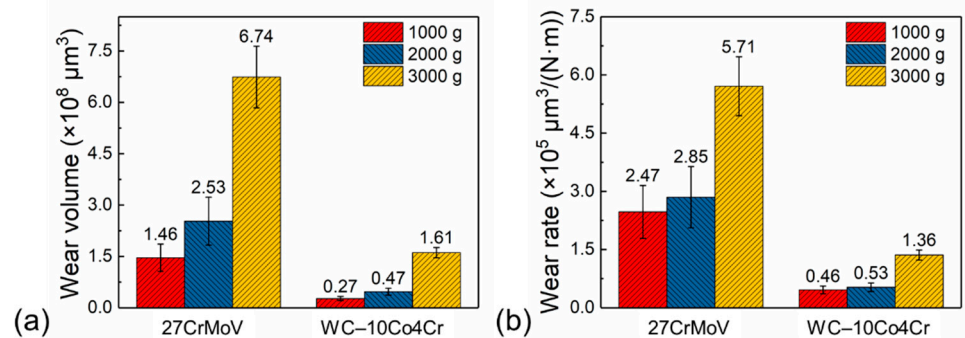 (a)
Wear volume (×10⁸ μm³)
7.5
6.0
4.5
3.0
1.5
0.0
1000 g
2000 g
3000 g
1.46
2.53
6.74
0.27
0.47
1.61
27CrMoV
WC–10Co4Cr
(b)
Wear rate (×10⁵ μm³/(N·m))
7.5
6.0
4.5
3.0
1.5
0.0
1000 g
2000 g
3000 g
2.47
2.85
5.71
0.46
0.53
1.36
27CrMoV
WC–10Co4Cr